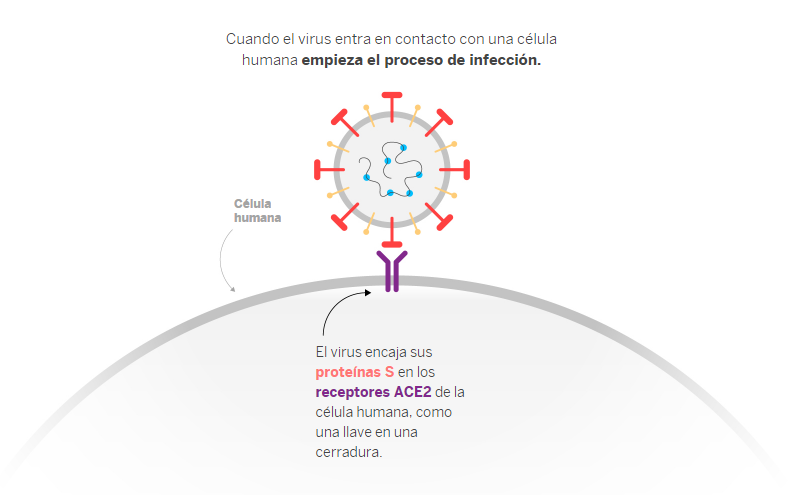 Cuando el virus entra en contacto con una célula
humana empieza el proceso de infección.
Célula
humana
El virus encaja sus
proteínas S en los
receptores ACE2 de la
célula humana, como
una llave en una
cerradura.